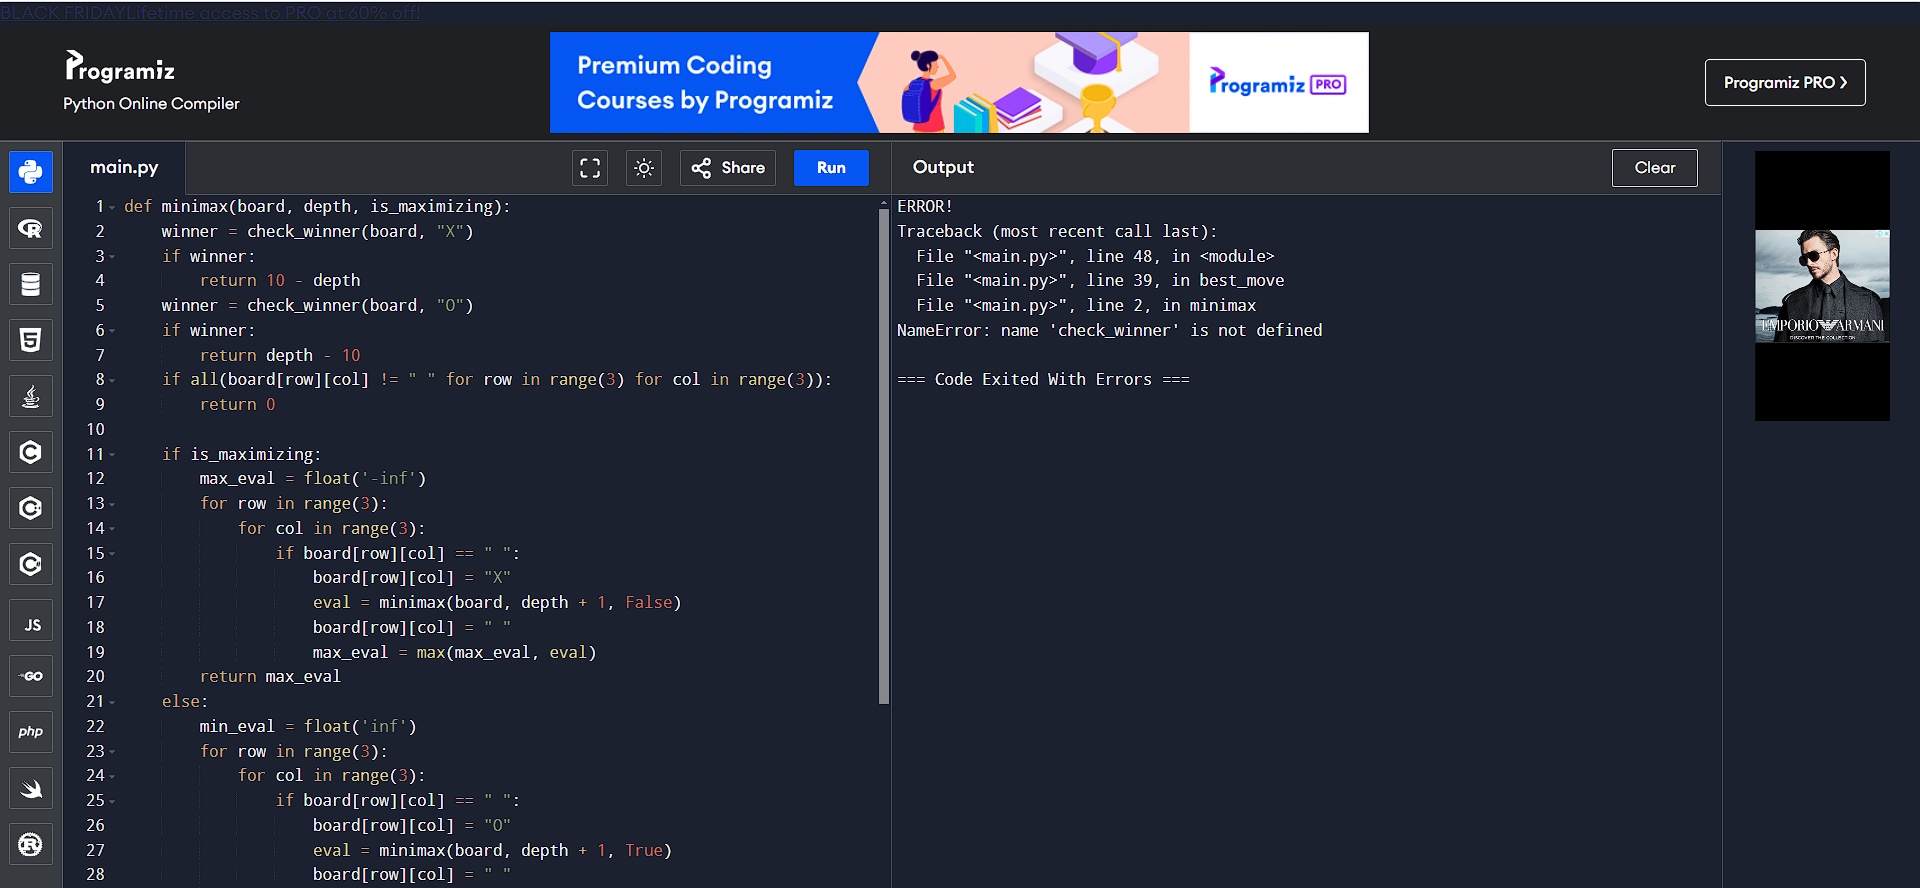 BLACK FRIDAYLifetime access to PRO at 60% off!
Programiz
Python Online Compiler
Premium Coding
Courses by Programiz
Programiz PRO
Programiz PRO
main.py
Share
Run
Output
Clear
1 def minimax(board, depth, is_maximizing):
2 winner = check_winner(board, "X")
3 if winner:
4 return 10 - depth
5 winner = check_winner(board, "O")
6 if winner:
7 return depth - 10
8 if all(board[row][col] != " " for row in range(3) for col in range(3)):
9 return 0
10
11 if is_maximizing:
12 max_eval = float('-inf')
13 for row in range(3):
14 for col in range(3):
15 if board[row][col] == " ":
16 board[row][col] = "X"
17 eval = minimax(board, depth + 1, False)
18 board[row][col] = " "
19 max_eval = max(max_eval, eval)
20 return max_eval
21 else:
22 min_eval = float('inf')
23 for row in range(3):
24 for col in range(3):
25 if board[row][col] == " ":
26 board[row][col] = "O"
27 eval = minimax(board, depth + 1, True)
28 board[row][col] = " "
ERROR!
Traceback (most recent call last):
File "<main.py>", line 48, in <module>
File "<main.py>", line 39, in best_move
File "<main.py>", line 2, in minimax
NameError: name 'check_winner' is not defined
=== Code Exited With Errors ===
EMPORIO ARMANI
DISCOVER THE COLLECTION
R
5
C
C
C
JS
GO
php
R